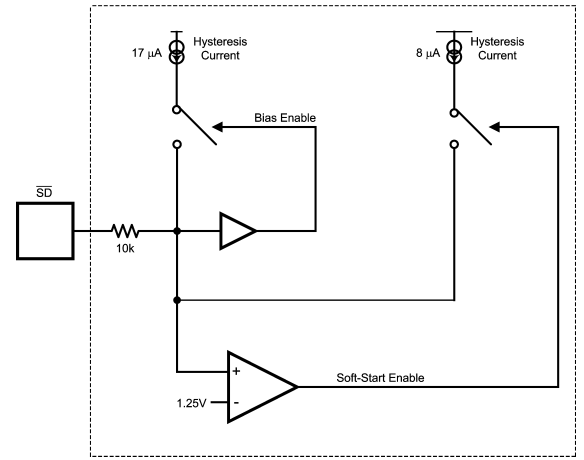 Hysteresis
Current
17 μA
Hysteresis
Current
8 μA
Bias Enable
SD
10k
+
Soft-Start Enable
1.25V
-